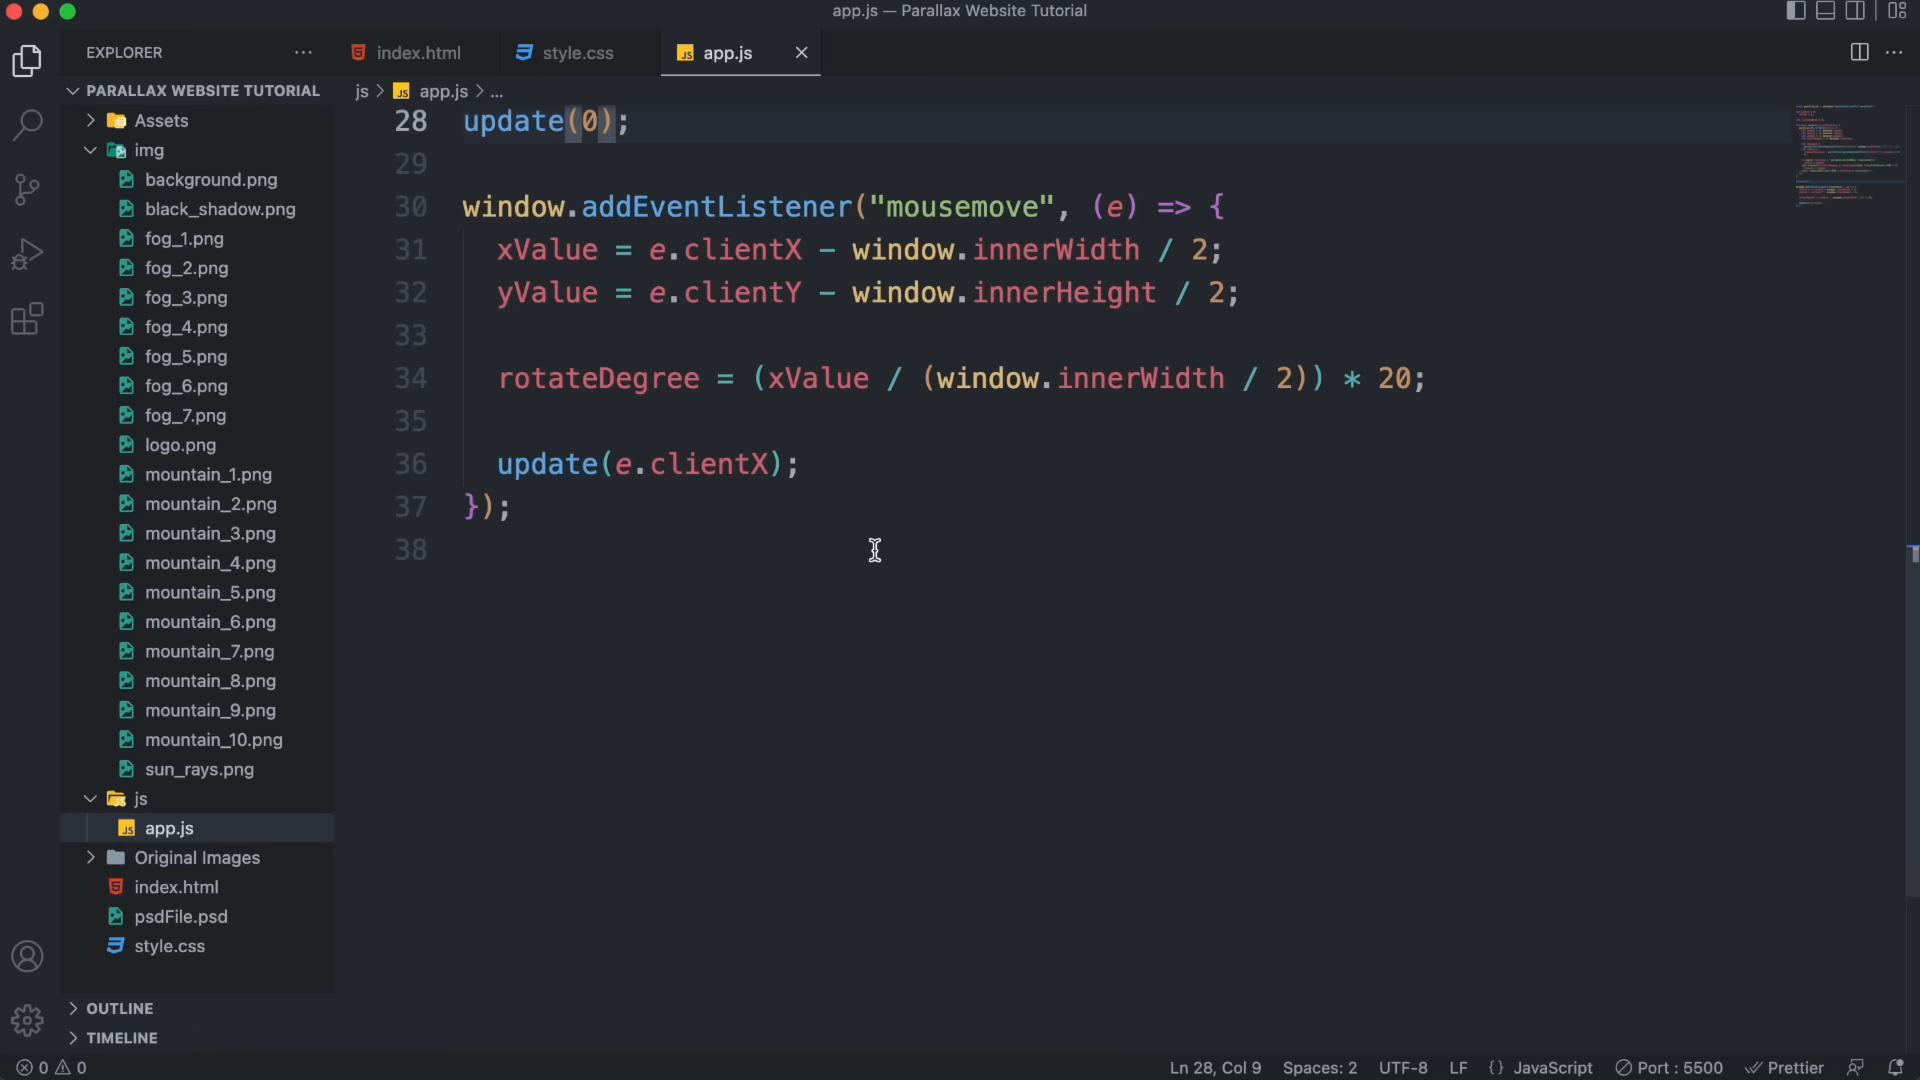 app.js — Parallax Website Tutorial
EXPLORER
index.html
style.css
JS app.js
PARALLAX WEBSITE TUTORIAL
js > JS app.js > ...
Assets
img
background.png
black_shadow.png
fog_1.png
fog_2.png
fog_3.png
fog_4.png
fog_5.png
fog_6.png
fog_7.png
logo.png
mountain_1.png
mountain_2.png
mountain_3.png
mountain_4.png
mountain_5.png
mountain_6.png
mountain_7.png
mountain_8.png
mountain_9.png
mountain_10.png
sun_rays.png
js
JS app.js
Original Images
index.html
psdFile.psd
style.css
OUTLINE
TIMELINE
28 update(0);
29
30 window.addEventListener("mousemove", (e) => {
31 xValue = e.clientX - window.innerWidth / 2;
32 yValue = e.clientY - window.innerHeight / 2;
33
34 rotateDegree = (xValue / (window.innerWidth / 2)) * 20;
35
36 update(e.clientX);
37 });
38
0 0
Ln 28, Col 9
Spaces: 2
UTF-8
LF
{} JavaScript
Port : 5500
Prettier